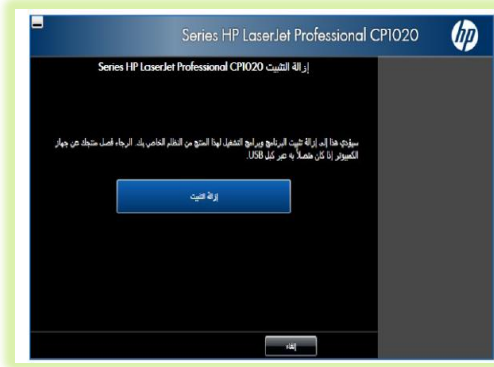 Series HP LaserJet Professional CP1020
hp
إزالة التثبيت Series HP LaserJet Professional CP1020
سيؤدي هذا إلى إزالة تثبيت البرنامج وبرامج التشغيل لهذا المنتج من النظام الخاص بك. الرجاء فصل منتجك عن جهاز
الكمبيوتر إذا كان متصلاً به عبر كبل USB.
إزالة التثبيت
إلغاء